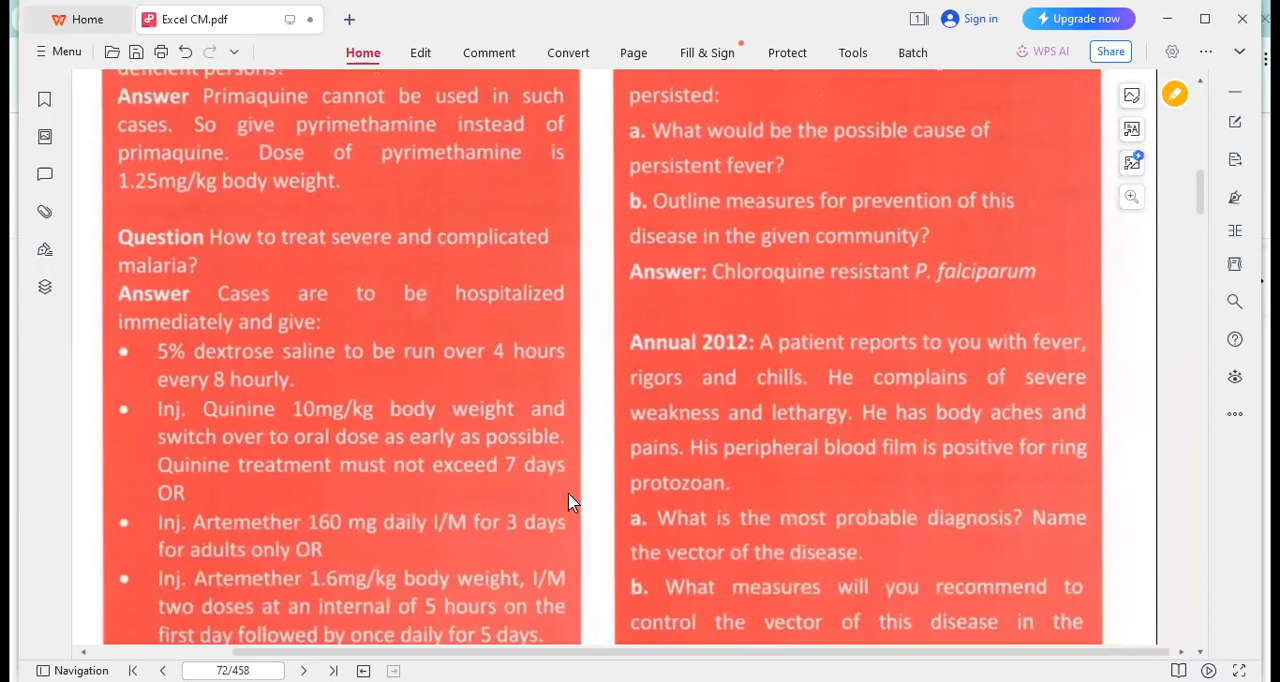 Home
Excel CM.pdf
Sign in
Upgrade now
Menu
Home
Edit
Comment
Convert
Page
Fill & Sign
Protect
Tools
Batch
WPS AI
Share
deficient persons?
Answer Primaquine cannot be used in such
cases. So give pyrimethamine instead of
primaquine. Dose of pyrimethamine is
1.25mg/kg body weight.
Question How to treat severe and complicated
malaria?
Answer Cases are to be hospitalized
immediately and give:
• 5% dextrose saline to be run over 4 hours
every 8 hourly.
• Inj. Quinine 10mg/kg body weight and
switch over to oral dose as early as possible.
Quinine treatment must not exceed 7 days
OR
• Inj. Artemether 160 mg daily I/M for 3 days
for adults only OR
• Inj. Artemether 1.6mg/kg body weight, I/M
two doses at an internal of 5 hours on the
first day followed by once daily for 5 days.
persisted:
a. What would be the possible cause of
persistent fever?
b. Outline measures for prevention of this
disease in the given community?
Answer: Chloroquine resistant P. falciparum
Annual 2012: A patient reports to you with fever,
rigors and chills. He complains of severe
weakness and lethargy. He has body aches and
pains. His peripheral blood film is positive for ring
protozoan.
a. What is the most probable diagnosis? Name
the vector of the disease.
b. What measures will you recommend to
control the vector of this disease in the
Navigation
72/458